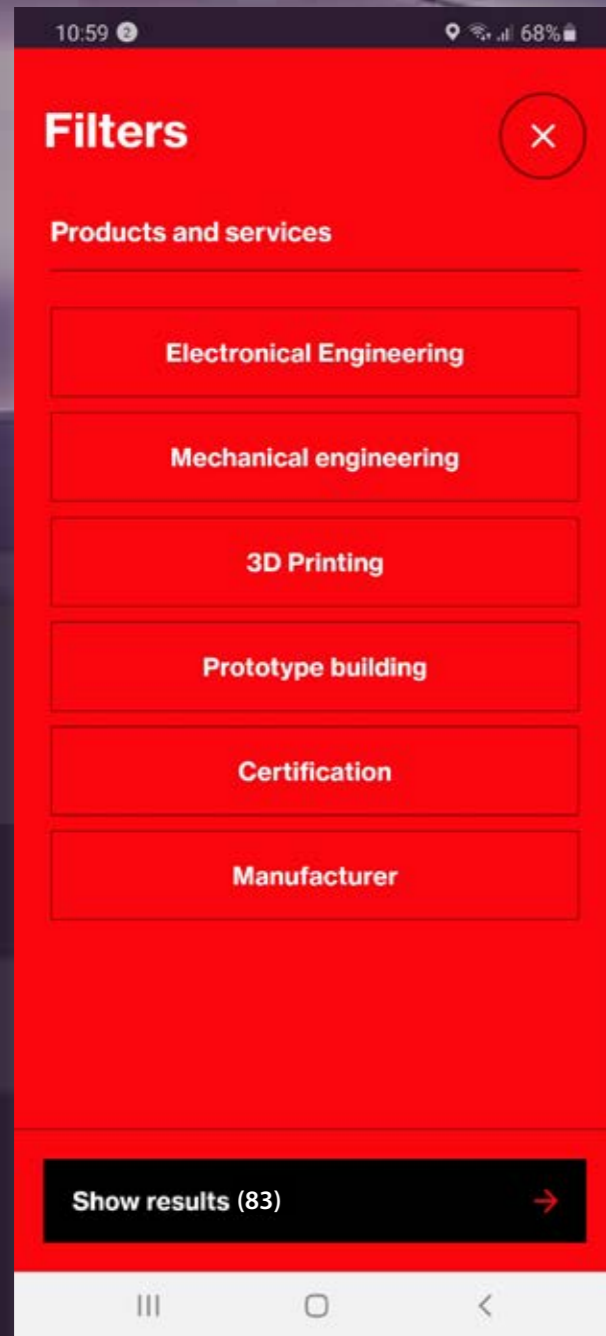 10:59 2 68%
Filters
Products and services
Electronical Engineering
Mechanical engineering
3D Printing
Prototype building
Certification
Manufacturer
Show results (83)